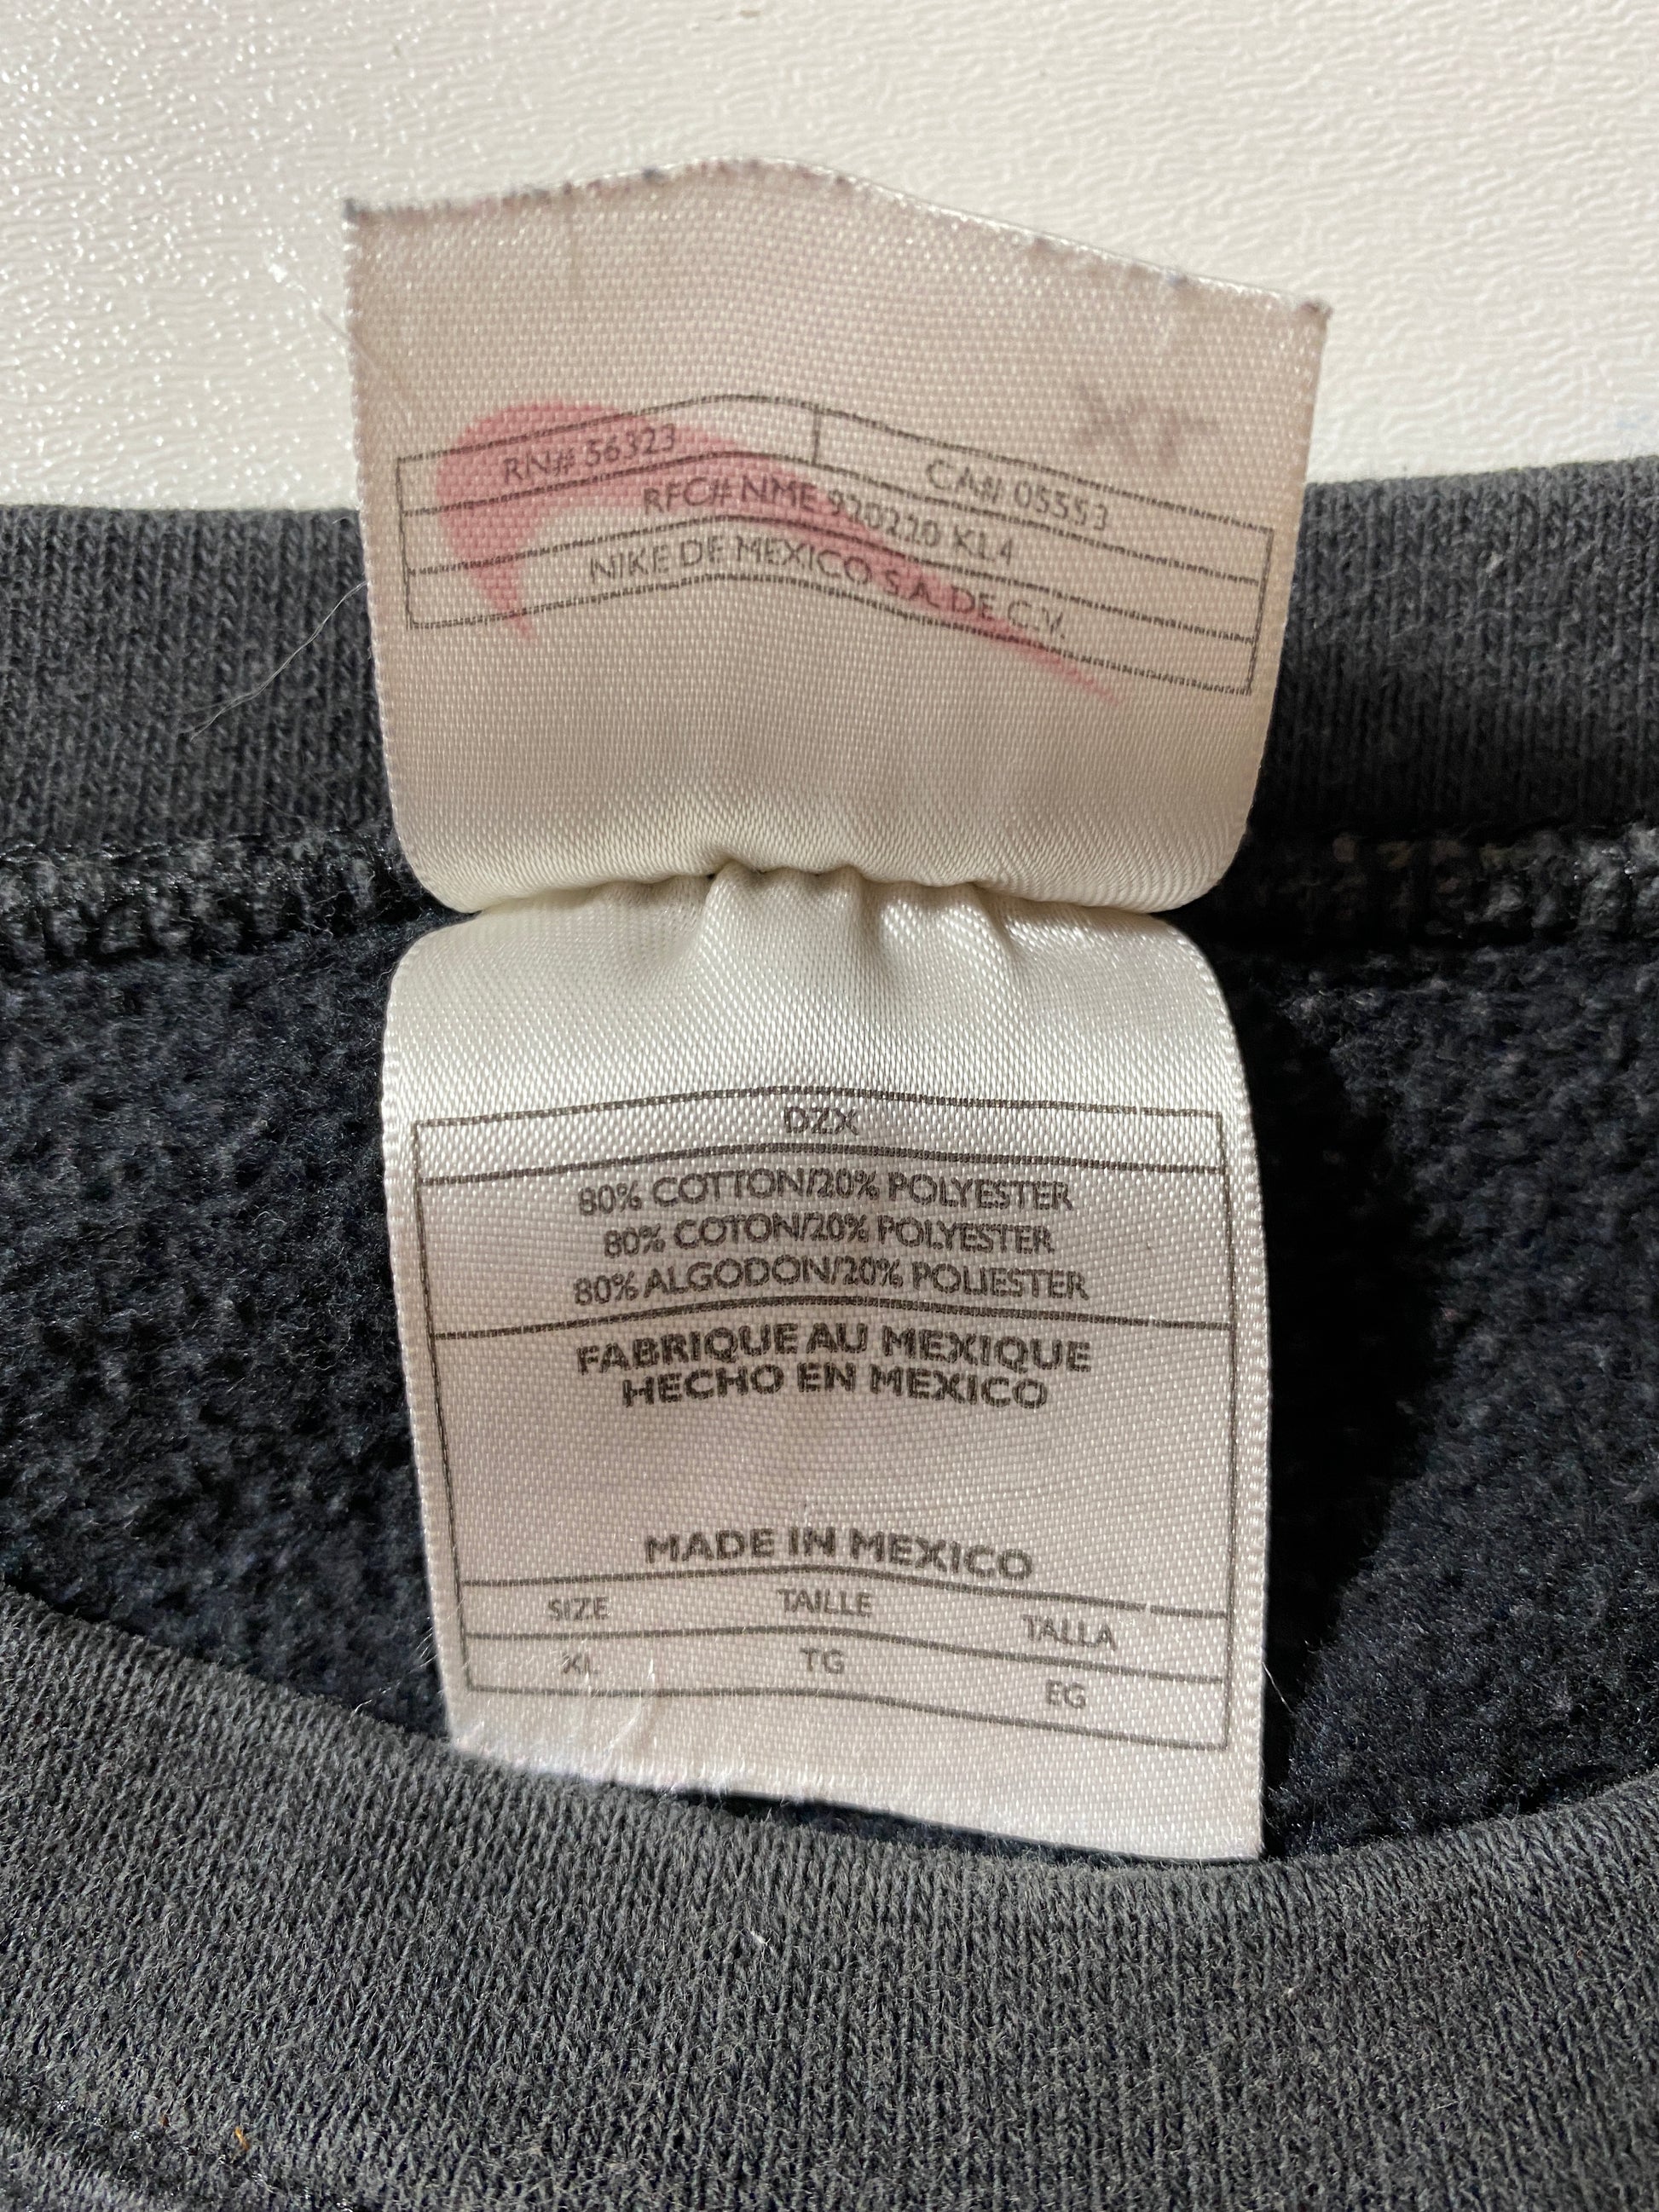 RN# 56323 CA# 05553
RFC# NME 920220 XL4
NIKE DE MEXICO S.A. DE C.V.
DZX
80% COTTON/20% POLYESTER
80% COTON/20% POLYESTER
80% ALGODON/20% POLIESTER
FABRIQUE AU MEXIQUE
HECHO EN MEXICO
MADE IN MEXICO
SIZE TAILLE TALLA
XL TG EG